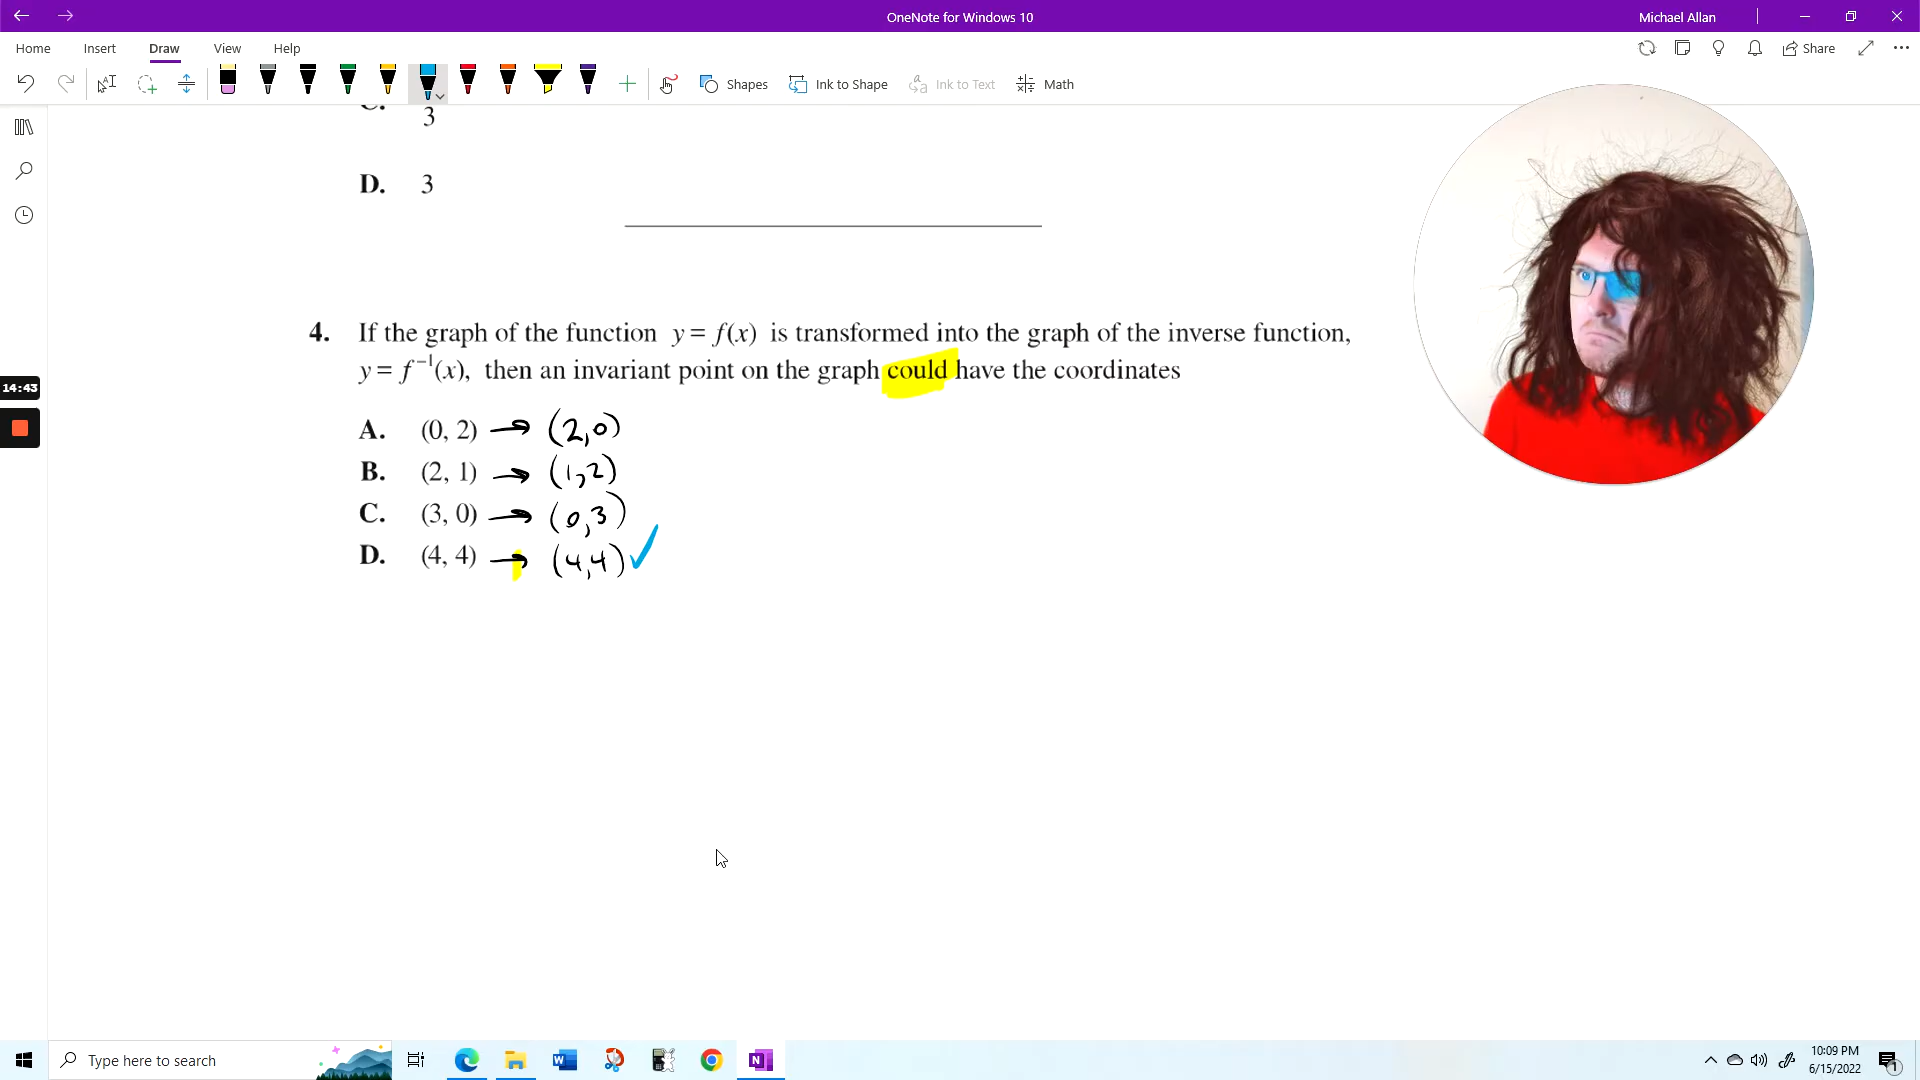 OneNote for Windows 10
Michael Allan
Home Insert Draw View Help
Share
Shapes
Ink to Shape
Ink to Text
Math
C.
3
D. 3
4. If the graph of the function y = f(x) is transformed into the graph of the inverse function,
y = f⁻¹(x), then an invariant point on the graph could have the coordinates
14:43
A. (0, 2) → (2,0)
B. (2, 1) → (1,2)
C. (3, 0) → (0,3)
D. (4, 4) → (4,4) ✓
Type here to search
10:09 PM
6/15/2022
1